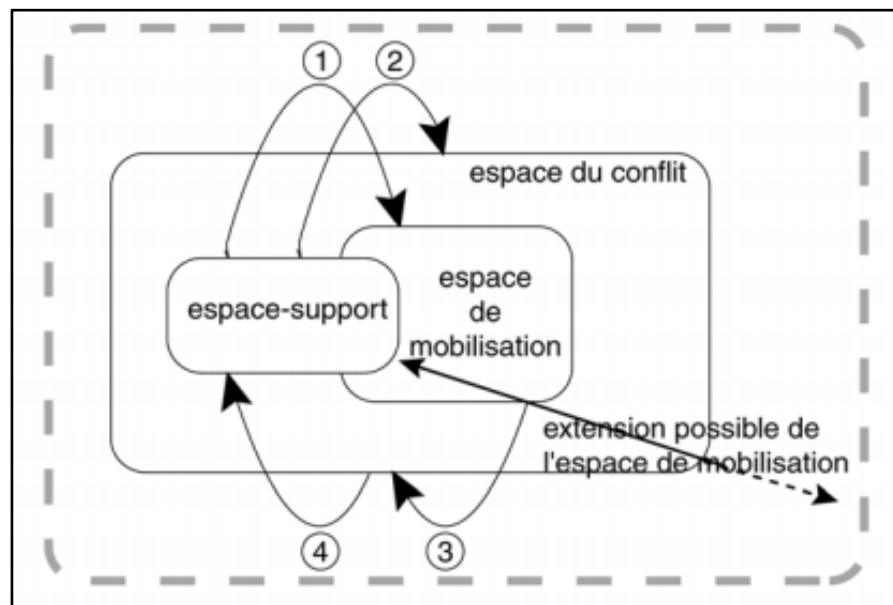 1
2
espace du conflit
espace
de
mobilisation
espace-support
extension possible de
l'espace de mobilisation
4
3